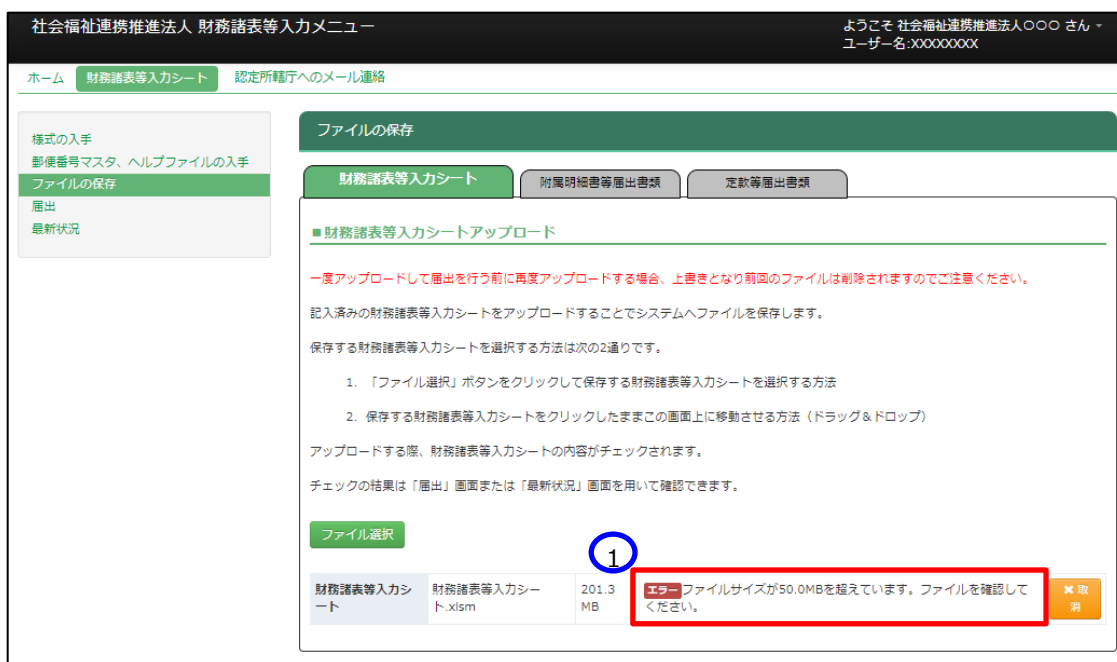 社会福祉連携推進法人 財務諸表等入力メニュー
ようこそ 社会福祉連携推進法人〇〇〇 さん
ユーザー名:XXXXXXXX
ホーム 財務諸表等入力シート 認定所轄庁へのメール連絡
様式の入手
郵便番号マスタ、ヘルプファイルの入手
ファイルの保存
届出
最新状況
ファイルの保存
財務諸表等入力シート 附属明細書等届出書類 定款等届出書類
■財務諸表等入力シートアップロード
一度アップロードして届出を行う前に再度アップロードする場合、上書きとなり前回のファイルは削除されますのでご注意ください。
記入済みの財務諸表等入力シートをアップロードすることでシステムへファイルを保存します。
保存する財務諸表等入力シートを選択する方法は次の2通りです。
1. 「ファイル選択」ボタンをクリックして保存する財務諸表等入力シートを選択する方法
2. 保存する財務諸表等入力シートをクリックしたままこの画面上に移動させる方法（ドラッグ＆ドロップ）
アップロードする際、財務諸表等入力シートの内容がチェックされます。
チェックの結果は「届出」画面または「最新状況」画面を用いて確認できます。
ファイル選択
1
財務諸表等入力シ
ート
財務諸表等入力シー
ト.xlsm
201.3
MB
エラー ファイルサイズが50.0MBを超えています。ファイルを確認して
ください。
✖取
消